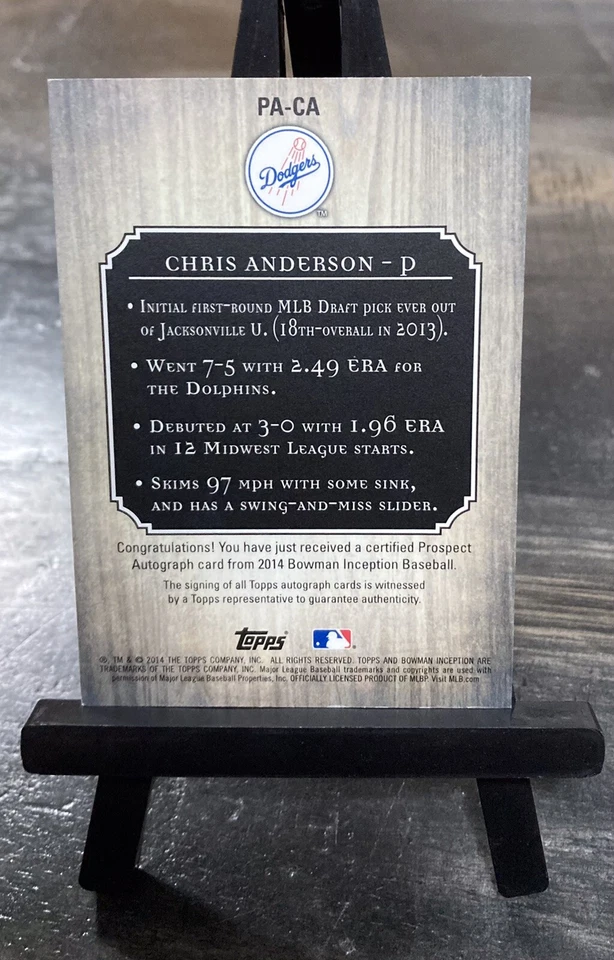 PA-CA
Dodgers
TM
CHRIS ANDERSON - P
• INITIAL FIRST-ROUND MLB DRAFT PICK EVER OUT
OF JACKSONVILLE U. (18TH-OVERALL IN 2013).
• WENT 7-5 WITH 2.49 ERA FOR
THE DOLPHINS.
• DEBUTED AT 3-0 WITH 1.96 ERA
IN 12 MIDWEST LEAGUE STARTS.
• SKIMS 97 MPH WITH SOME SINK,
AND HAS A SWING-AND-MISS SLIDER.
Congratulations! You have just received a certified Prospect
Autograph card from 2014 Bowman Inception Baseball.
The signing of all Topps autograph cards is witnessed
by a Topps representative to guarantee authenticity.
Topps
®, TM & © 2014 THE TOPPS COMPANY, INC. ALL RIGHTS RESERVED. TOPPS AND BOWMAN INCEPTION ARE
TRADEMARKS OF THE TOPPS COMPANY, INC. Major League Baseball trademarks and copyrights are used with
permission of Major League Baseball Properties, Inc. OFFICIALLY LICENSED PRODUCT OF MLBP Visit MLB.com